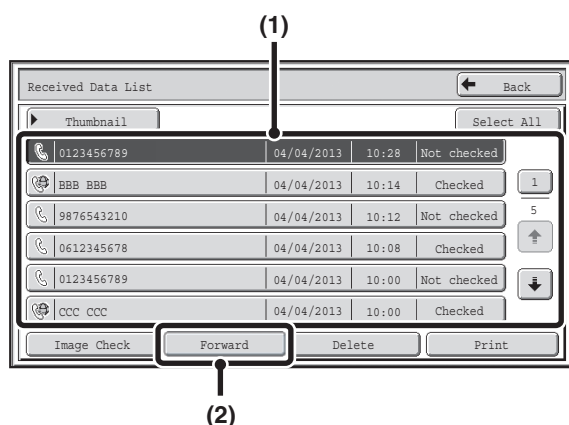 (1)
Received Data List
Back
Thumbnail
Select All
0123456789 04/04/2013 10:28 Not checked
BBB BBB 04/04/2013 10:14 Checked
1
9876543210 04/04/2013 10:12 Not checked
5
0612345678 04/04/2013 10:08 Checked
0123456789 04/04/2013 10:00 Not checked
CCC CCC 04/04/2013 10:00 Checked
Image Check Forward Delete Print
(2)